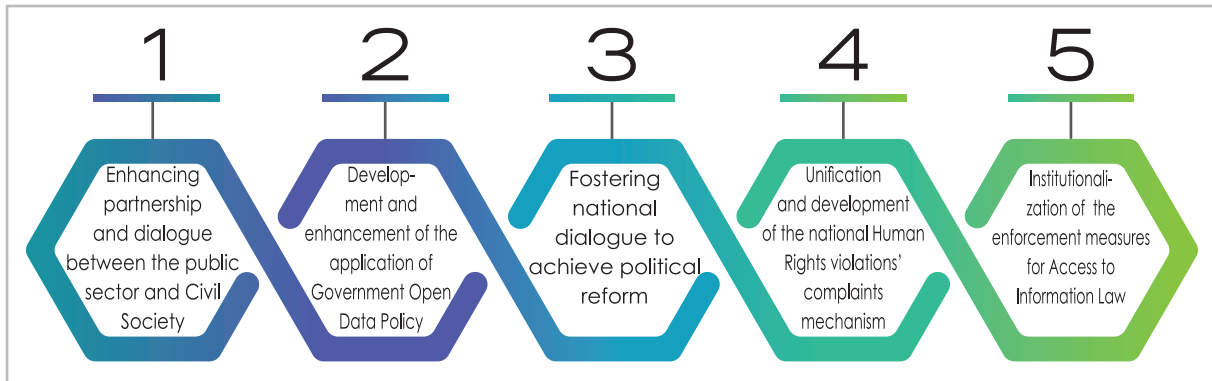 1
Enhancing
partnership
and dialogue
between the public
sector and Civil
Society
2
Develop-
ment and
enhancement of the
application of
Government Open
Data Policy
3
Fostering
national
dialogue to
achieve political
reform
4
Unification
and development
of the national Human
Rights violations’
complaints
mechanism
5
Institutionali-
zation of the
enforcement measures
for Access to
Information Law